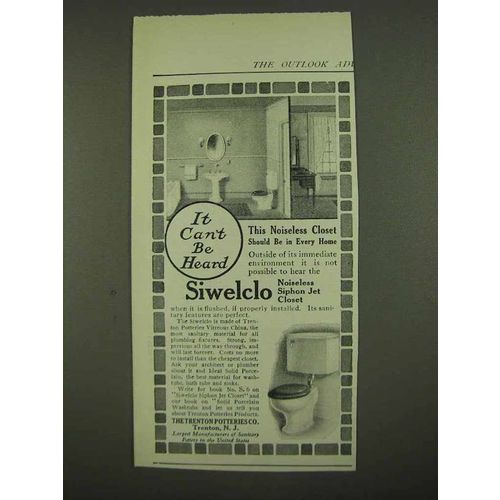 THE OUTLOOK ADV
It
Can't
Be
Heard
This Noiseless Closet
Should Be in Every Home
Outside of its immediate
environment it is not
possible to hear the
Siwelclo Noiseless
Siphon Jet
Closet
when it is flushed, if properly installed. Its sani-
tary features are perfect.
The Siwelclo is made of Tren-
ton Potteries Vitreous China, the
most sanitary material for all
plumbing fixtures. Strong, im-
pervious all the way through, and
will last forever. Costs no more
to install than the cheapest closet.
Ask your architect or plumber
about it and Ideal Solid Porce-
lain, the best material for wash-
tubs, bath tubs and sinks.
Write for book No. S. 6 on
"Siwelclo Siphon Jet Closet" and
our book on "Solid Porcelain
Washtubs and let us tell you
about Trenton Potteries Products.
THE TRENTON POTTERIES CO.
Trenton, N. J.
Largest Manufacturers of Sanitary
Pottery in the United States